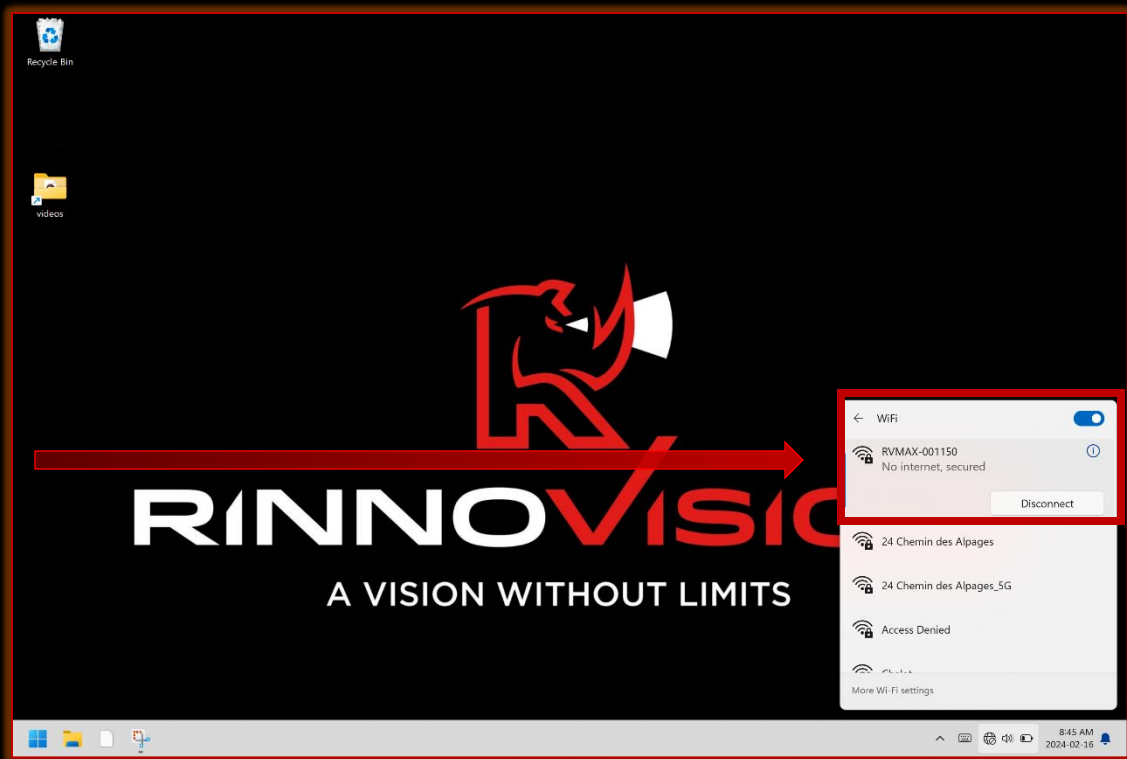 Recycle Bin
videos
RINNOVISIO
A VISION WITHOUT LIMITS
WiFi
RVMAX-001150
No internet, secured
Disconnect
24 Chemin des Alpages
24 Chemin des Alpages_5G
Access Denied
Chalet
More Wi-Fi settings
8:45 AM
2024-02-16